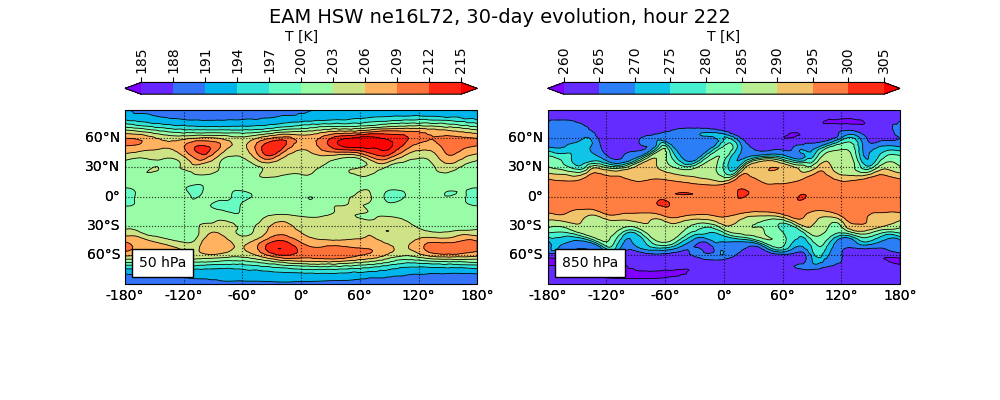 EAM HSW ne16L72, 30-day evolution, hour 222
T [K]
185 188 191 194 197 200 203 206 209 212 215
60°N
30°N
0°
30°S
60°S
50 hPa
-180° -120° -60° 0° 60° 120° 180°
T [K]
260 265 270 275 280 285 290 295 300 305
60°N
30°N
0°
30°S
60°S
850 hPa
-180° -120° -60° 0° 60° 120° 180°